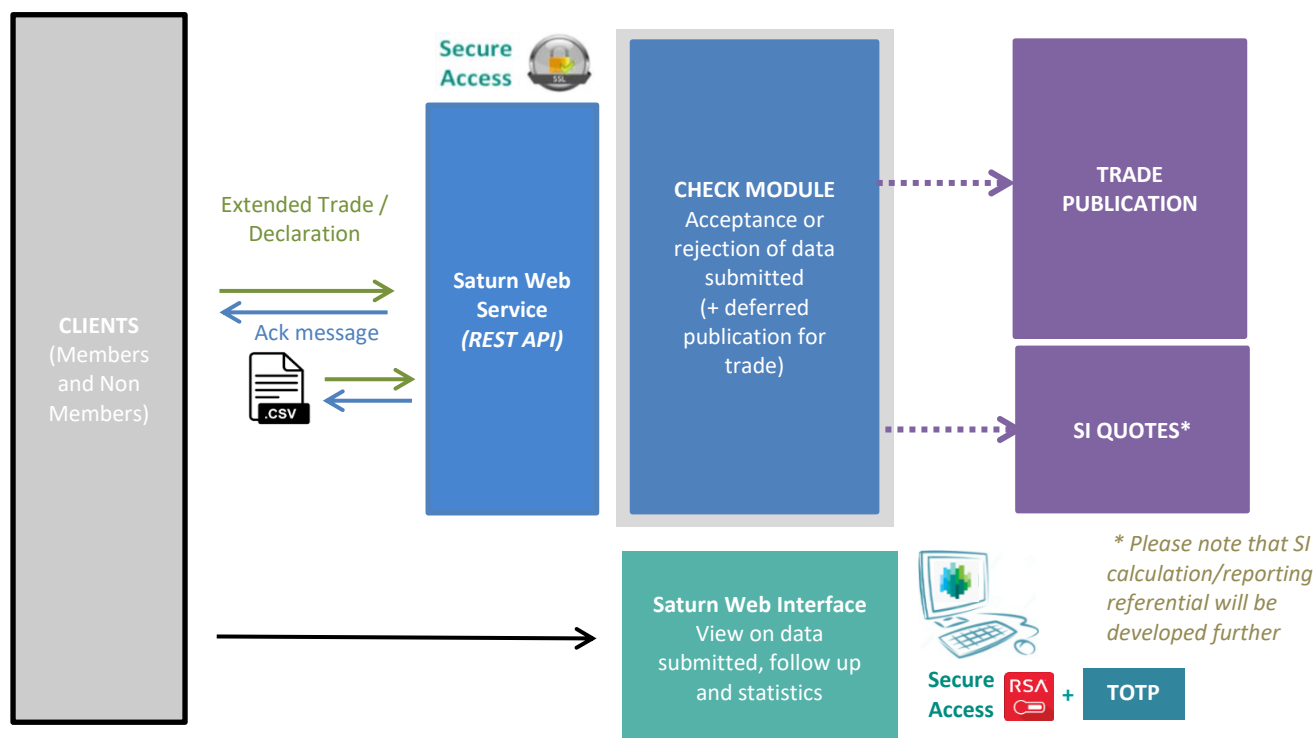 CLIENTS
(Members
and Non
Members)
Extended Trade /
Declaration
Ack message
.CSV
Secure
Access
SSL
Saturn Web
Service
(REST API)
CHECK MODULE
Acceptance or
rejection of data
submitted
(+ deferred
publication for
trade)
TRADE
PUBLICATION
SI QUOTES*
* Please note that SI
calculation/reporting
referential will be
developed further
Saturn Web Interface
View on data
submitted, follow up
and statistics
Secure
Access
RSA
+
TOTP